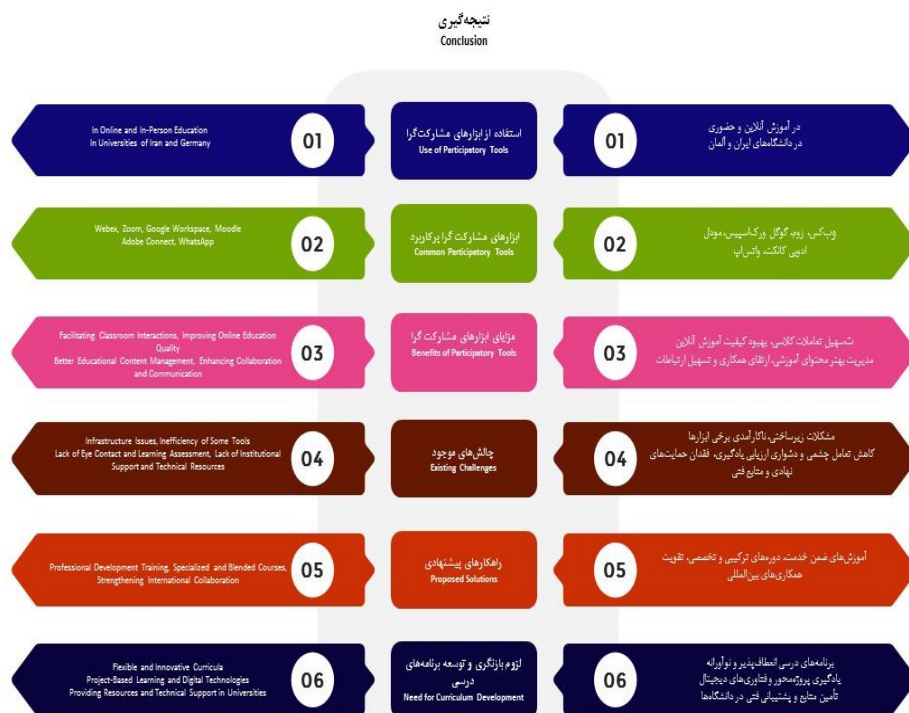 نتیجه‌گیری
Conclusion
In Online and In-Person Education
In Universities of Iran and Germany
01
استفاده از ابزارهای مشارکت‌گرا
Use of Participatory Tools
01
در آموزش آنلاین و حضوری
در دانشگاه‌های ایران و آلمان
Webex, Zoom, Google Workspace, Moodle
Adobe Connect, WhatsApp
02
ابزارهای مشارکت گرا پرکاربرد
Common Participatory Tools
02
وب‌کس، زوم، گوگل ورک‌اسپیس، مودل
ادوبی کانکت، واتس‌اپ
Facilitating Classroom Interactions, Improving Online Education
Quality
Better Educational Content Management, Enhancing Collaboration
and Communication
03
مزایای ابزارهای مشارکت گرا
Benefits of Participatory Tools
03
تسهیل تعاملات کلاسی، بهبود کیفیت آموزش آنلاین
مدیریت بهتر محتوای آموزشی، ارتقای همکاری و تسهیل ارتباطات
Infrastructure Issues, Inefficiency of Some Tools
Lack of Eye Contact and Learning Assessment, Lack of Institutional
Support and Technical Resources
04
چالش‌های موجود
Existing Challenges
04
مشکلات زیرساختی، ناکارآمدی برخی ابزارها
کاهش تعامل چشمی و دشواری ارزیابی یادگیری، فقدان حمایت‌های
نهادی و منابع فنی
Professional Development Training, Specialized and Blended Courses,
Strengthening International Collaboration
05
راهکارهای پیشنهادی
Proposed Solutions
05
آموزش‌های ضمن خدمت، دوره‌های ترکیبی و تخصصی، تقویت
همکاری‌های بین‌المللی
Flexible and Innovative Curricula
Project-Based Learning and Digital Technologies
Providing Resources and Technical Support in Universities
06
لزوم بازنگری و توسعه برنامه‌های
درسی
Need for Curriculum Development
06
برنامه‌های درسی انعطاف‌پذیر و نوآورانه
یادگیری پروژه‌محور و فناوری‌های دیجیتال
تأمین منابع و پشتیبانی فنی در دانشگاه‌ها